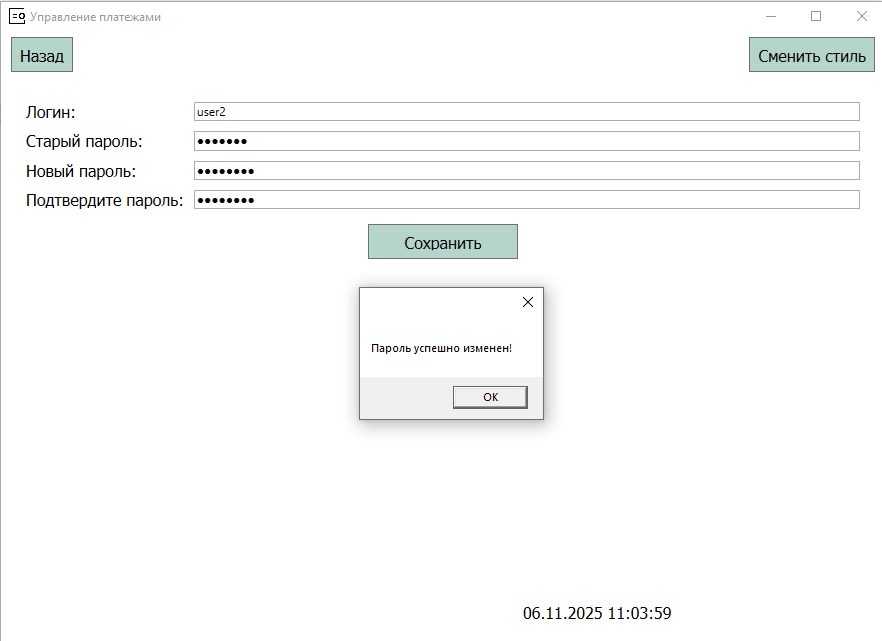 Управление платежами
Назад
Сменить стиль
Логин: user2
Старый пароль: •••••••
Новый пароль: ••••••••
Подтвердите пароль: ••••••••
Сохранить
Пароль успешно изменен!
ОК
06.11.2025 11:03:59